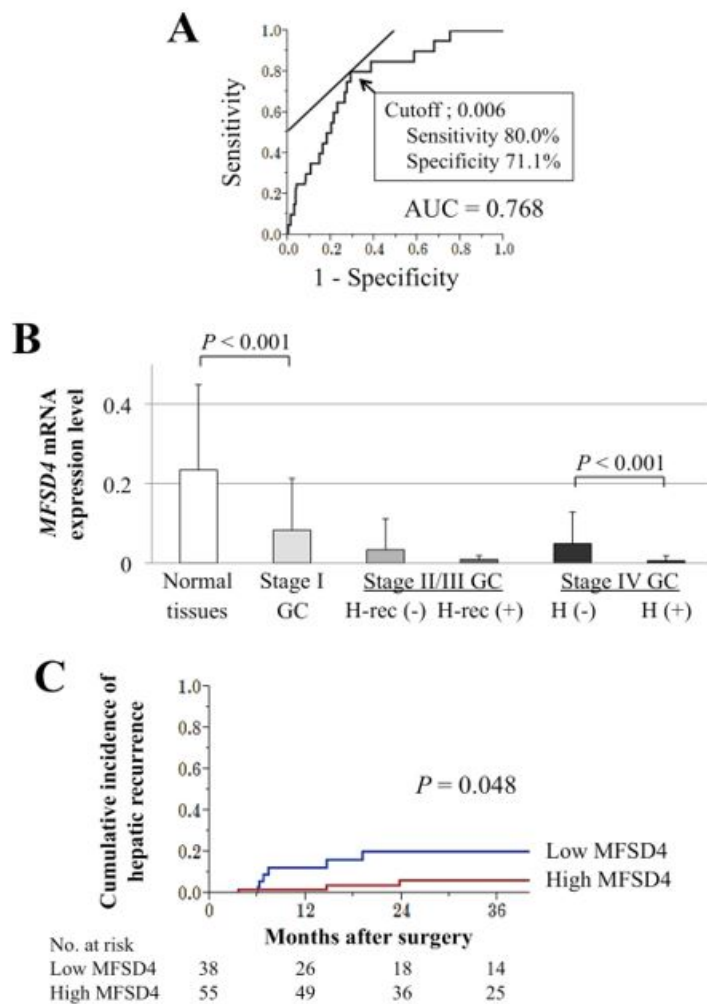 A
1.0
0.8
0.6
0.4
0.2
0.0
Sensitivity
Cutoff ; 0.006
Sensitivity 80.0%
Specificity 71.1%
AUC = 0.768
0.0 0.2 0.4 0.6 0.8 1.0
1 - Specificity
B
P < 0.001
MFSD4 mRNA
expression level
0.4
0.2
0
P < 0.001
Normal
tissues
Stage I
GC
Stage II/III GC
H-rec (-) H-rec (+)
Stage IV GC
H (-) H (+)
C
Cumulative incidence of
hepatic recurrence
1.0
0.8
0.6
0.4
0.2
0.0
P = 0.048
Low MFSD4
High MFSD4
0 12 24 36
Months after surgery
No. at risk
Low MFSD4 38 26 18 14
High MFSD4 55 49 36 25